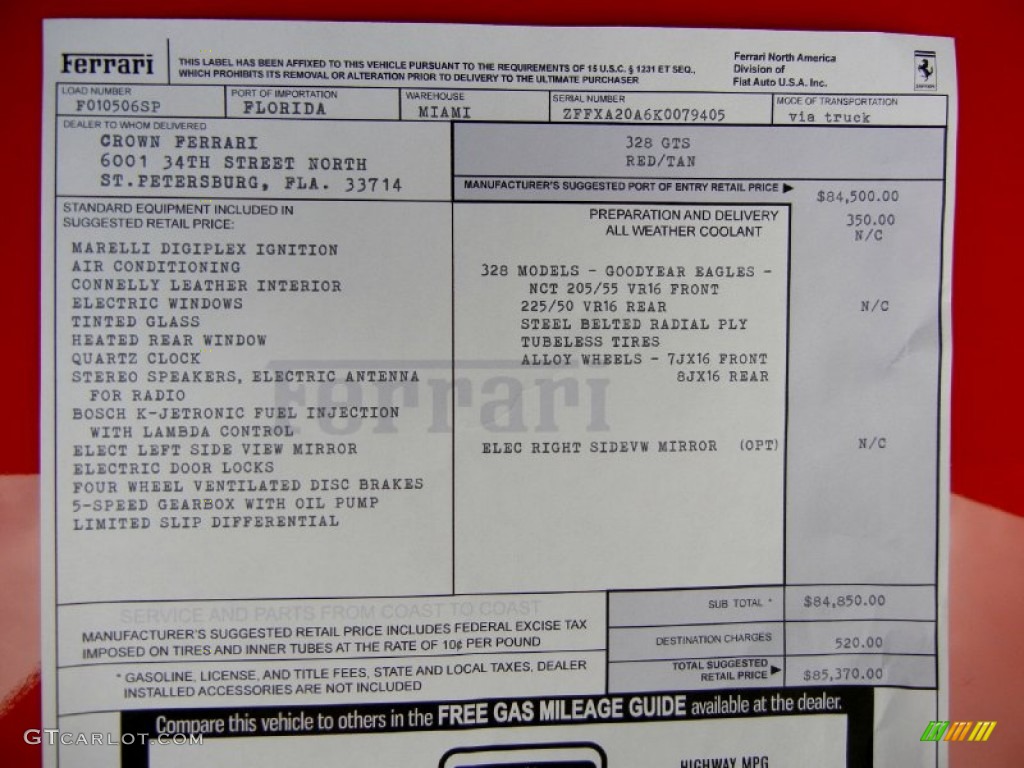 Ferrari
THIS LABEL HAS BEEN AFFIXED TO THIS VEHICLE PURSUANT TO THE REQUIREMENTS OF 15 U.S.C. § 1231 ET SEQ.,
WHICH PROHIBITS ITS REMOVAL OR ALTERATION PRIOR TO DELIVERY TO THE ULTIMATE PURCHASER
Ferrari North America
Division of
Fiat Auto U.S.A. Inc.
LOAD NUMBER
F010506SP
PORT OF IMPORTATION
FLORIDA
WAREHOUSE
MIAMI
SERIAL NUMBER
ZFFXA20A6K0079405
MODE OF TRANSPORTATION
via truck
DEALER TO WHOM DELIVERED
CROWN FERRARI
6001 34TH STREET NORTH
ST.PETERSBURG, FLA. 33714
328 GTS
RED/TAN
MANUFACTURER'S SUGGESTED PORT OF ENTRY RETAIL PRICE ▶ $84,500.00
STANDARD EQUIPMENT INCLUDED IN
SUGGESTED RETAIL PRICE:
MARELLI DIGIPLEX IGNITION
AIR CONDITIONING
CONNELLY LEATHER INTERIOR
ELECTRIC WINDOWS
TINTED GLASS
HEATED REAR WINDOW
QUARTZ CLOCK
STEREO SPEAKERS, ELECTRIC ANTENNA
FOR RADIO
BOSCH K-JETRONIC FUEL INJECTION
WITH LAMBDA CONTROL
ELECT LEFT SIDE VIEW MIRROR
ELECTRIC DOOR LOCKS
FOUR WHEEL VENTILATED DISC BRAKES
5-SPEED GEARBOX WITH OIL PUMP
LIMITED SLIP DIFFERENTIAL
PREPARATION AND DELIVERY 350.00
ALL WEATHER COOLANT N/C
328 MODELS - GOODYEAR EAGLES -
NCT 205/55 VR16 FRONT
225/50 VR16 REAR N/C
STEEL BELTED RADIAL PLY
TUBELESS TIRES
ALLOY WHEELS - 7JX16 FRONT
8JX16 REAR
Ferrari
ELEC RIGHT SIDEVW MIRROR (OPT) N/C
SERVICE AND PARTS FROM COAST TO COAST
MANUFACTURER'S SUGGESTED RETAIL PRICE INCLUDES FEDERAL EXCISE TAX
IMPOSED ON TIRES AND INNER TUBES AT THE RATE OF 10¢ PER POUND
* GASOLINE, LICENSE, AND TITLE FEES, STATE AND LOCAL TAXES, DEALER
INSTALLED ACCESSORIES ARE NOT INCLUDED
SUB TOTAL * $84,850.00
DESTINATION CHARGES 520.00
TOTAL SUGGESTED
RETAIL PRICE ▶ $85,370.00
Compare this vehicle to others in the FREE GAS MILEAGE GUIDE available at the dealer.
HIGHWAY MPG
GTCARLOT.COM